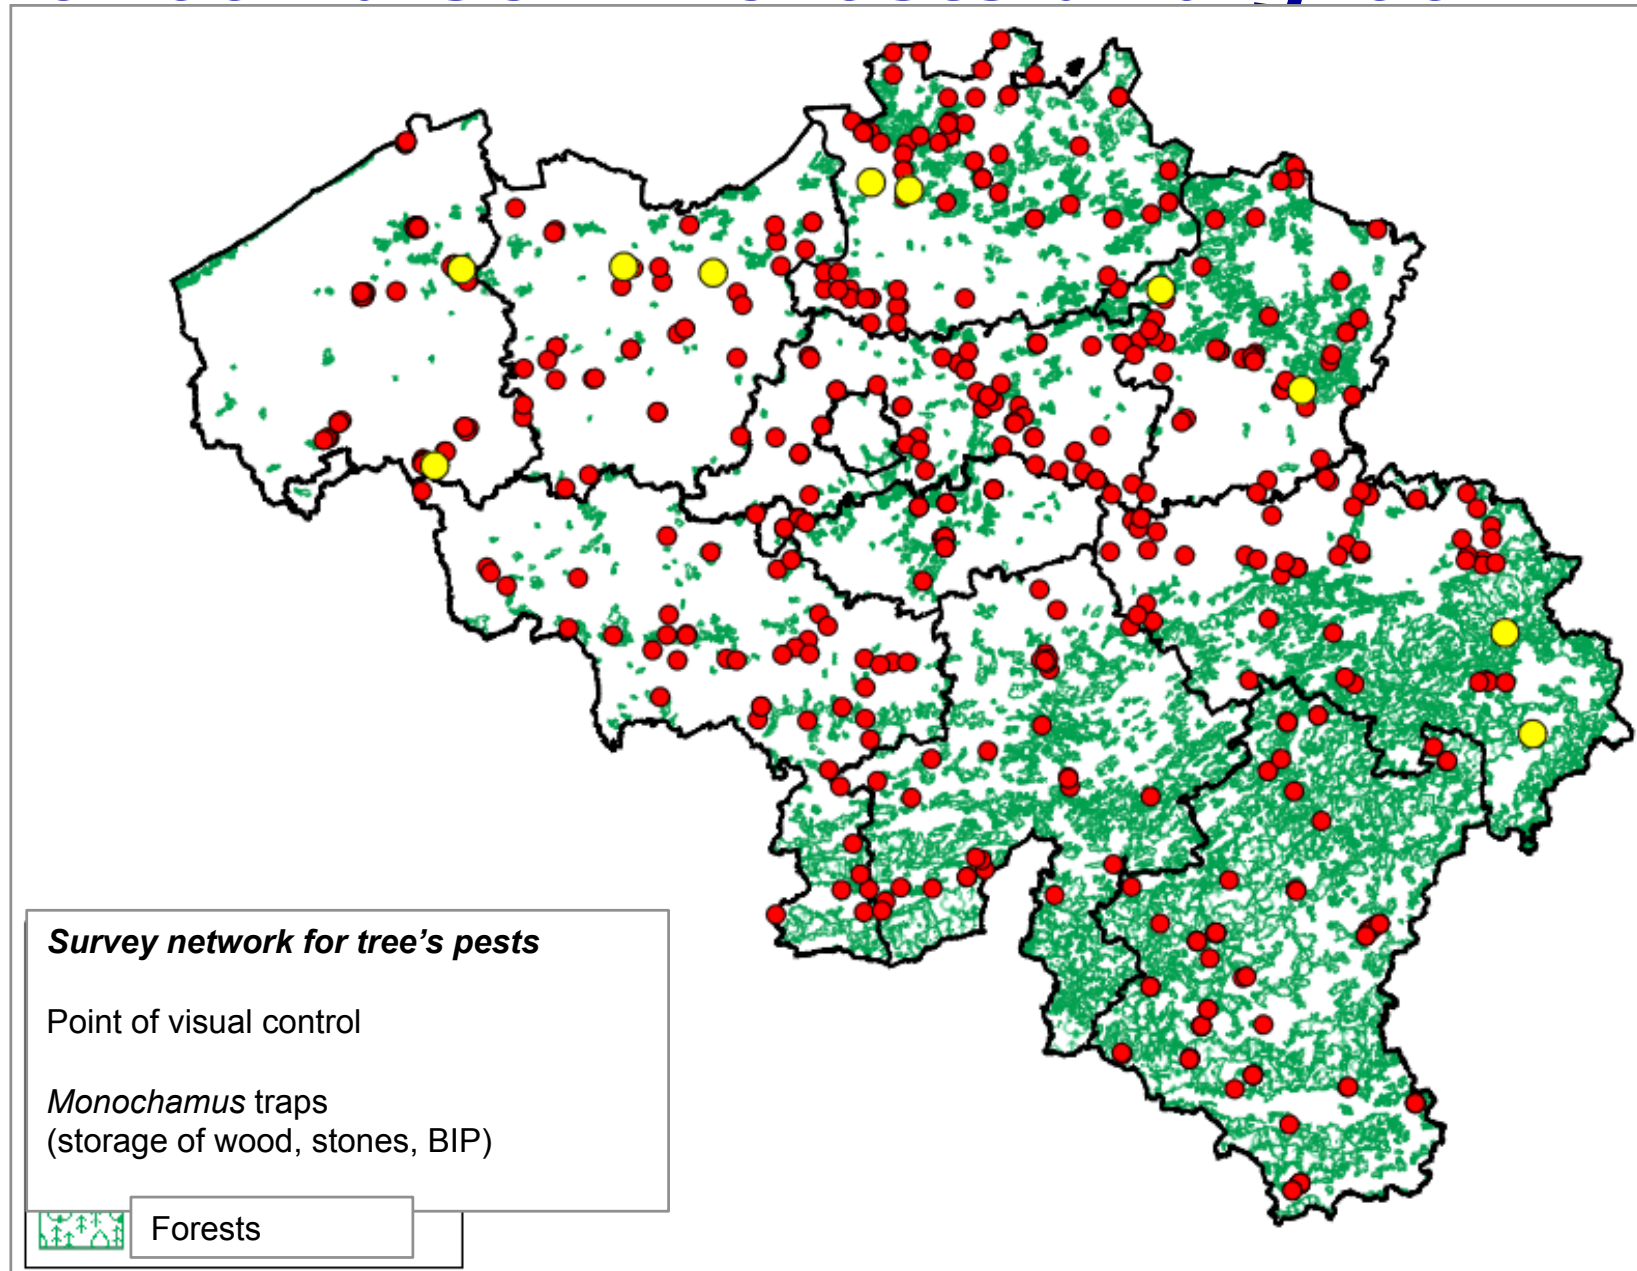 Survey network for tree's pests
Point of visual control
Monochamus traps
(storage of wood, stones, BIP)
Forests